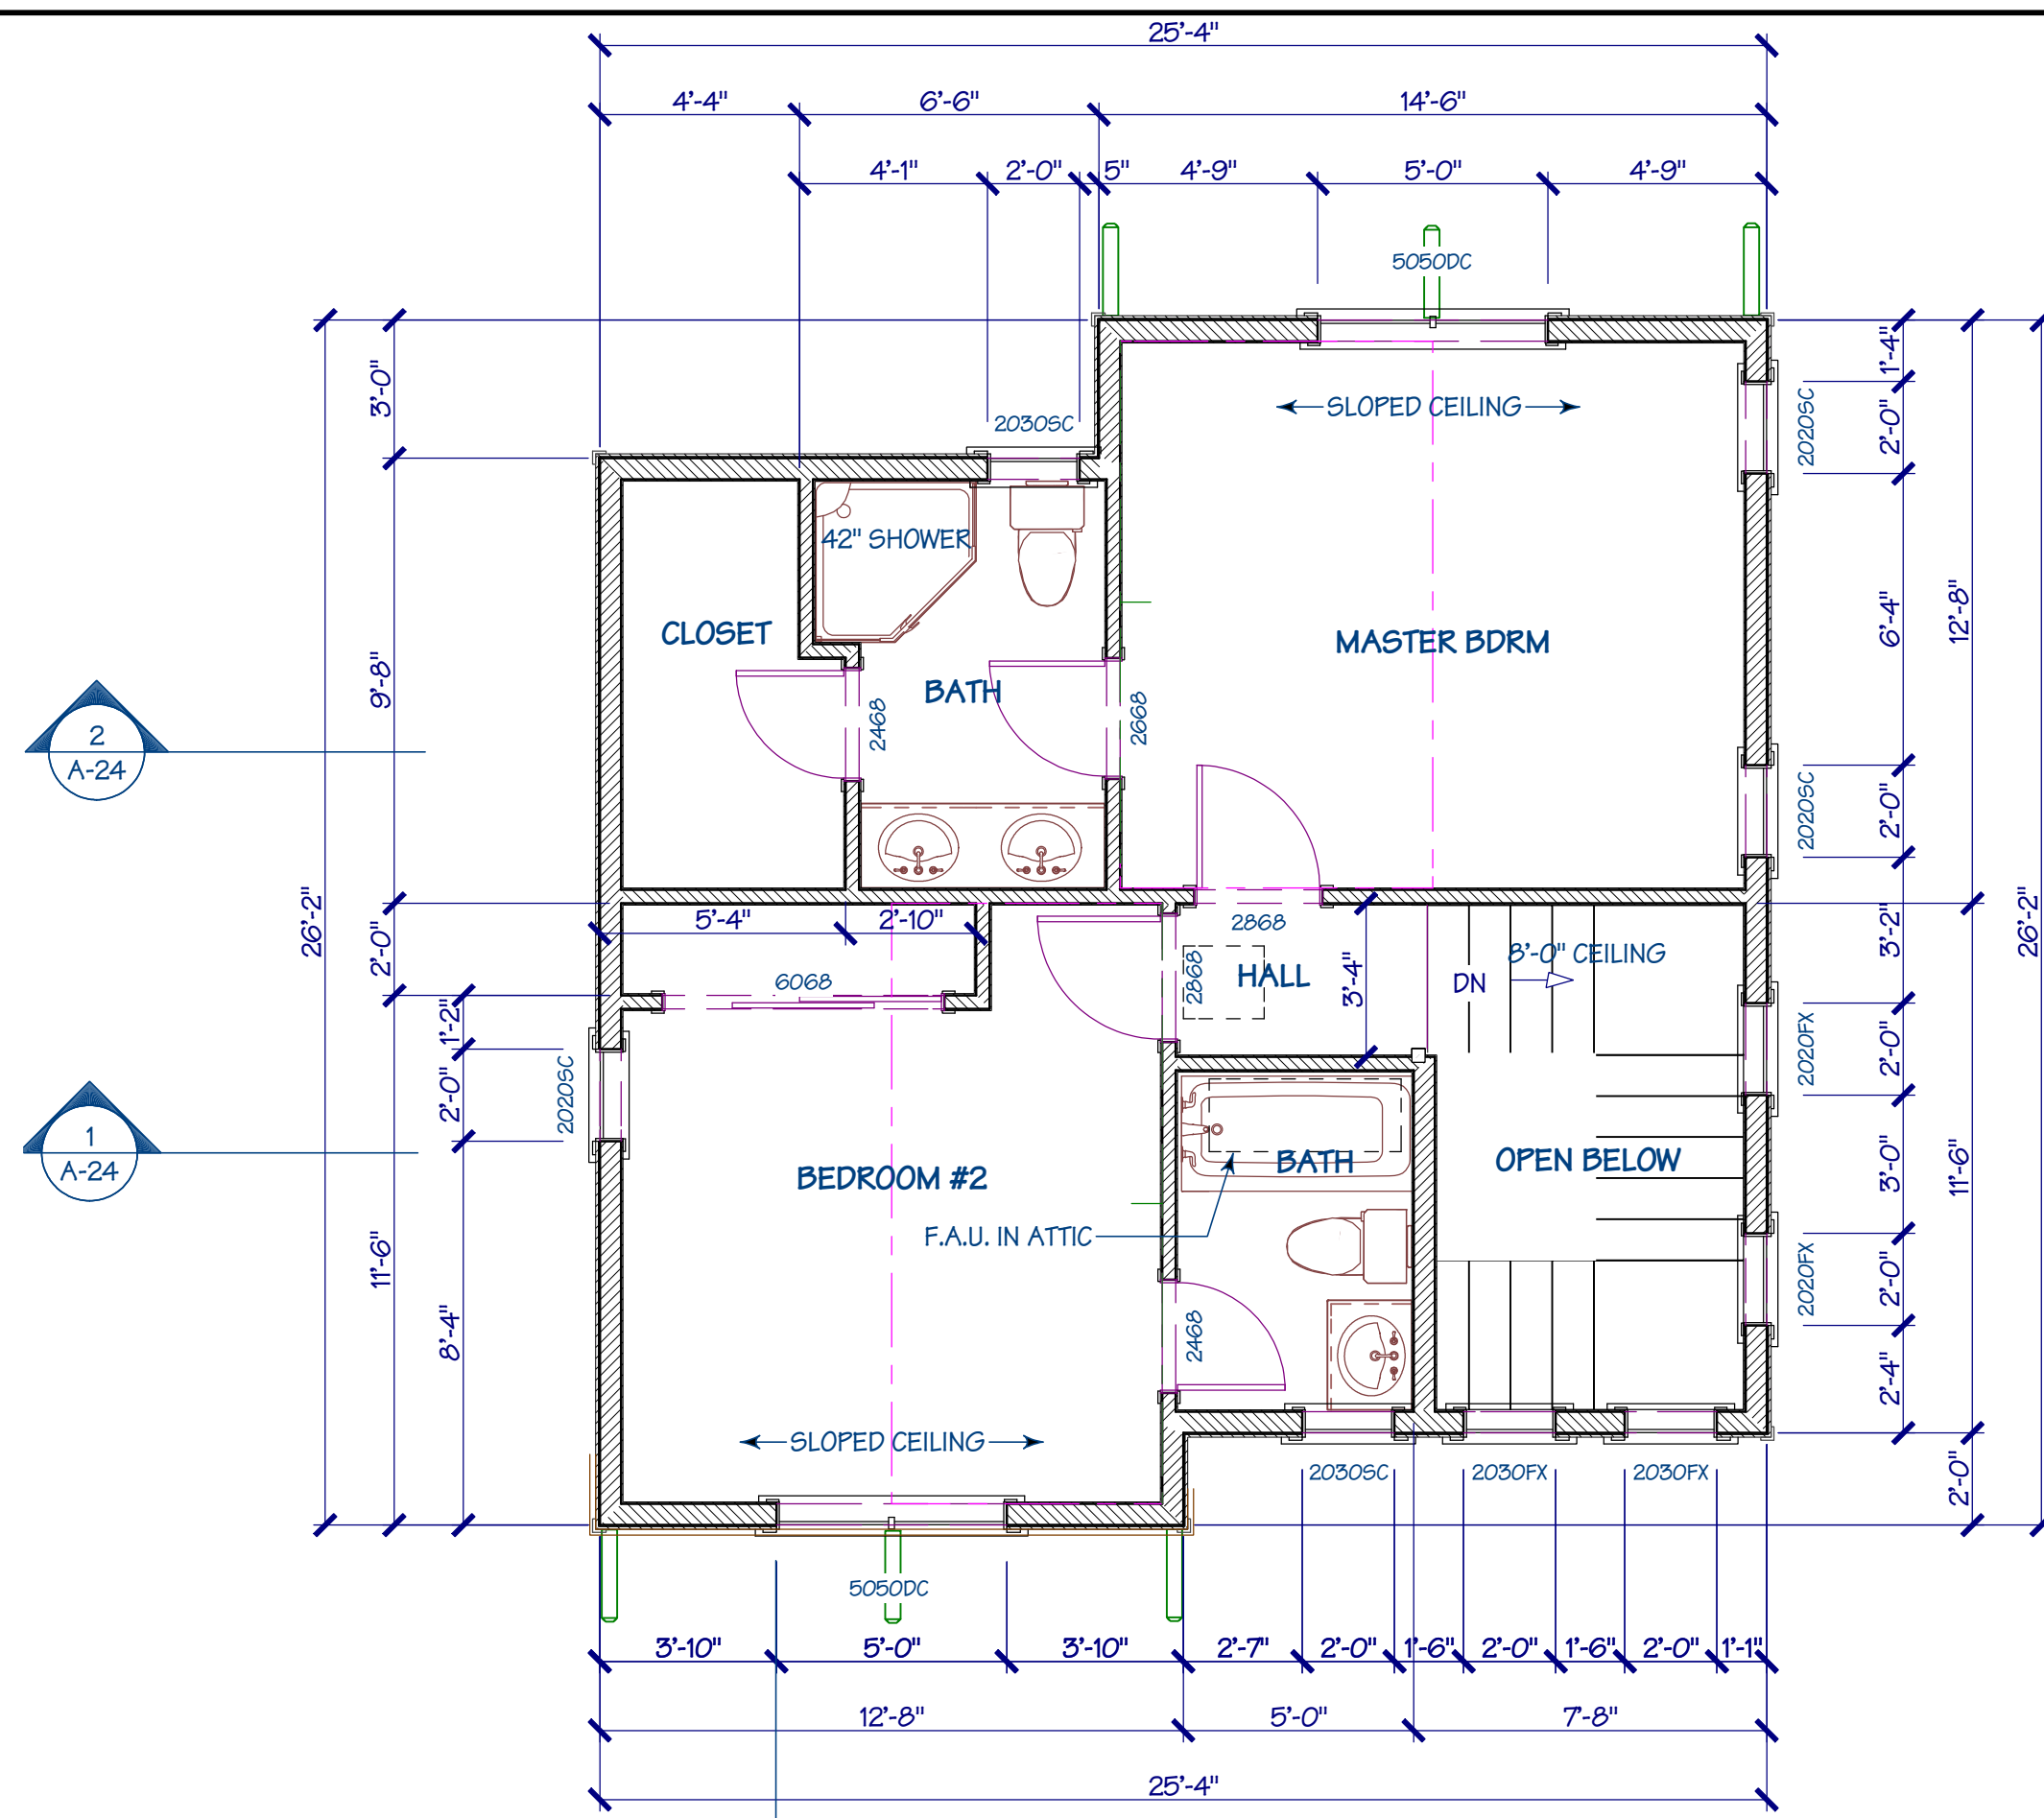 25'-4"
4'-4" 6'-6" 14'-6"
4'-1" 2'-0" 5" 4'-9" 5'-0" 4'-9"
5050DC
2030SC
SLOPED CEILING
42" SHOWER
CLOSET
MASTER BDRM
BATH
2468
2668
2
A-24
1
A-24
3'-0"
9'-8"
26'-2"
2'-0"
11'-6"
1'-2"
2'-0"
8'-4"
2020SC
5'-4" 2'-10"
6068
2868
2868
HALL
3'-4"
8'-0" CEILING
DN
BEDROOM #2
BATH
OPEN BELOW
F.A.U. IN ATTIC
2468
SLOPED CEILING
1'-4"
2'-0"
6'-4"
2'-0"
3'-2"
2'-0"
3'-0"
2'-0"
2'-4"
2020SC
2020SC
2020FX
2020FX
12'-8"
11'-6"
2'-0"
26'-2"
2030SC 2030FX 2030FX
5050DC
3'-10" 5'-0" 3'-10" 2'-7" 2'-0" 1'-6" 2'-0" 1'-6" 2'-0" 1'-1"
12'-8" 5'-0" 7'-8"
25'-4"